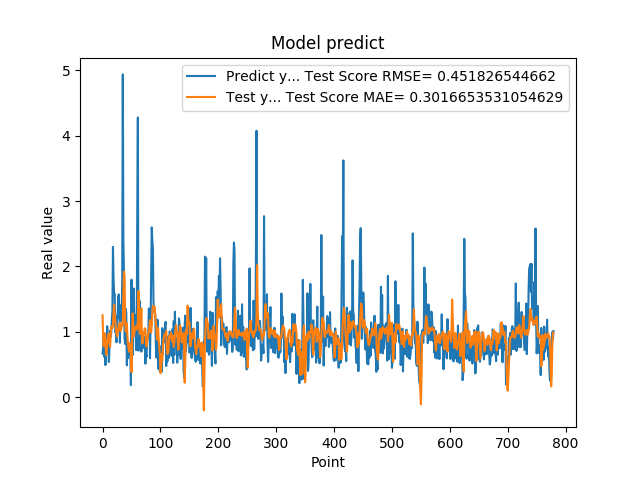 Model predict
Predict y... Test Score RMSE= 0.451826544662
Test y... Test Score MAE= 0.3016653531054629
Real value
5
4
3
2
1
0
0 100 200 300 400 500 600 700 800
Point